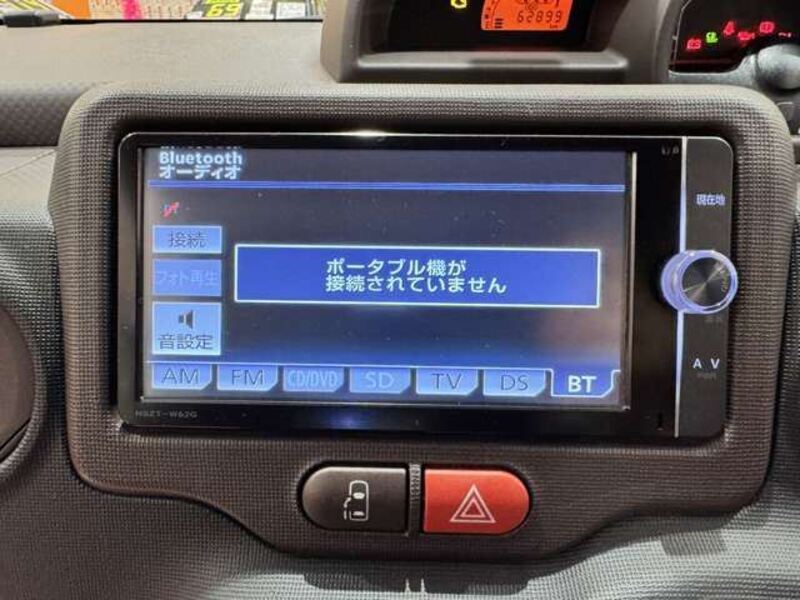 69
62899
Bluetooth
オーディオ
現在地
接続
フォト再生
ポータブル機が
接続されていません
音設定
AM FM CD/DVD SD TV DS BT
A V
NSZT-W62G